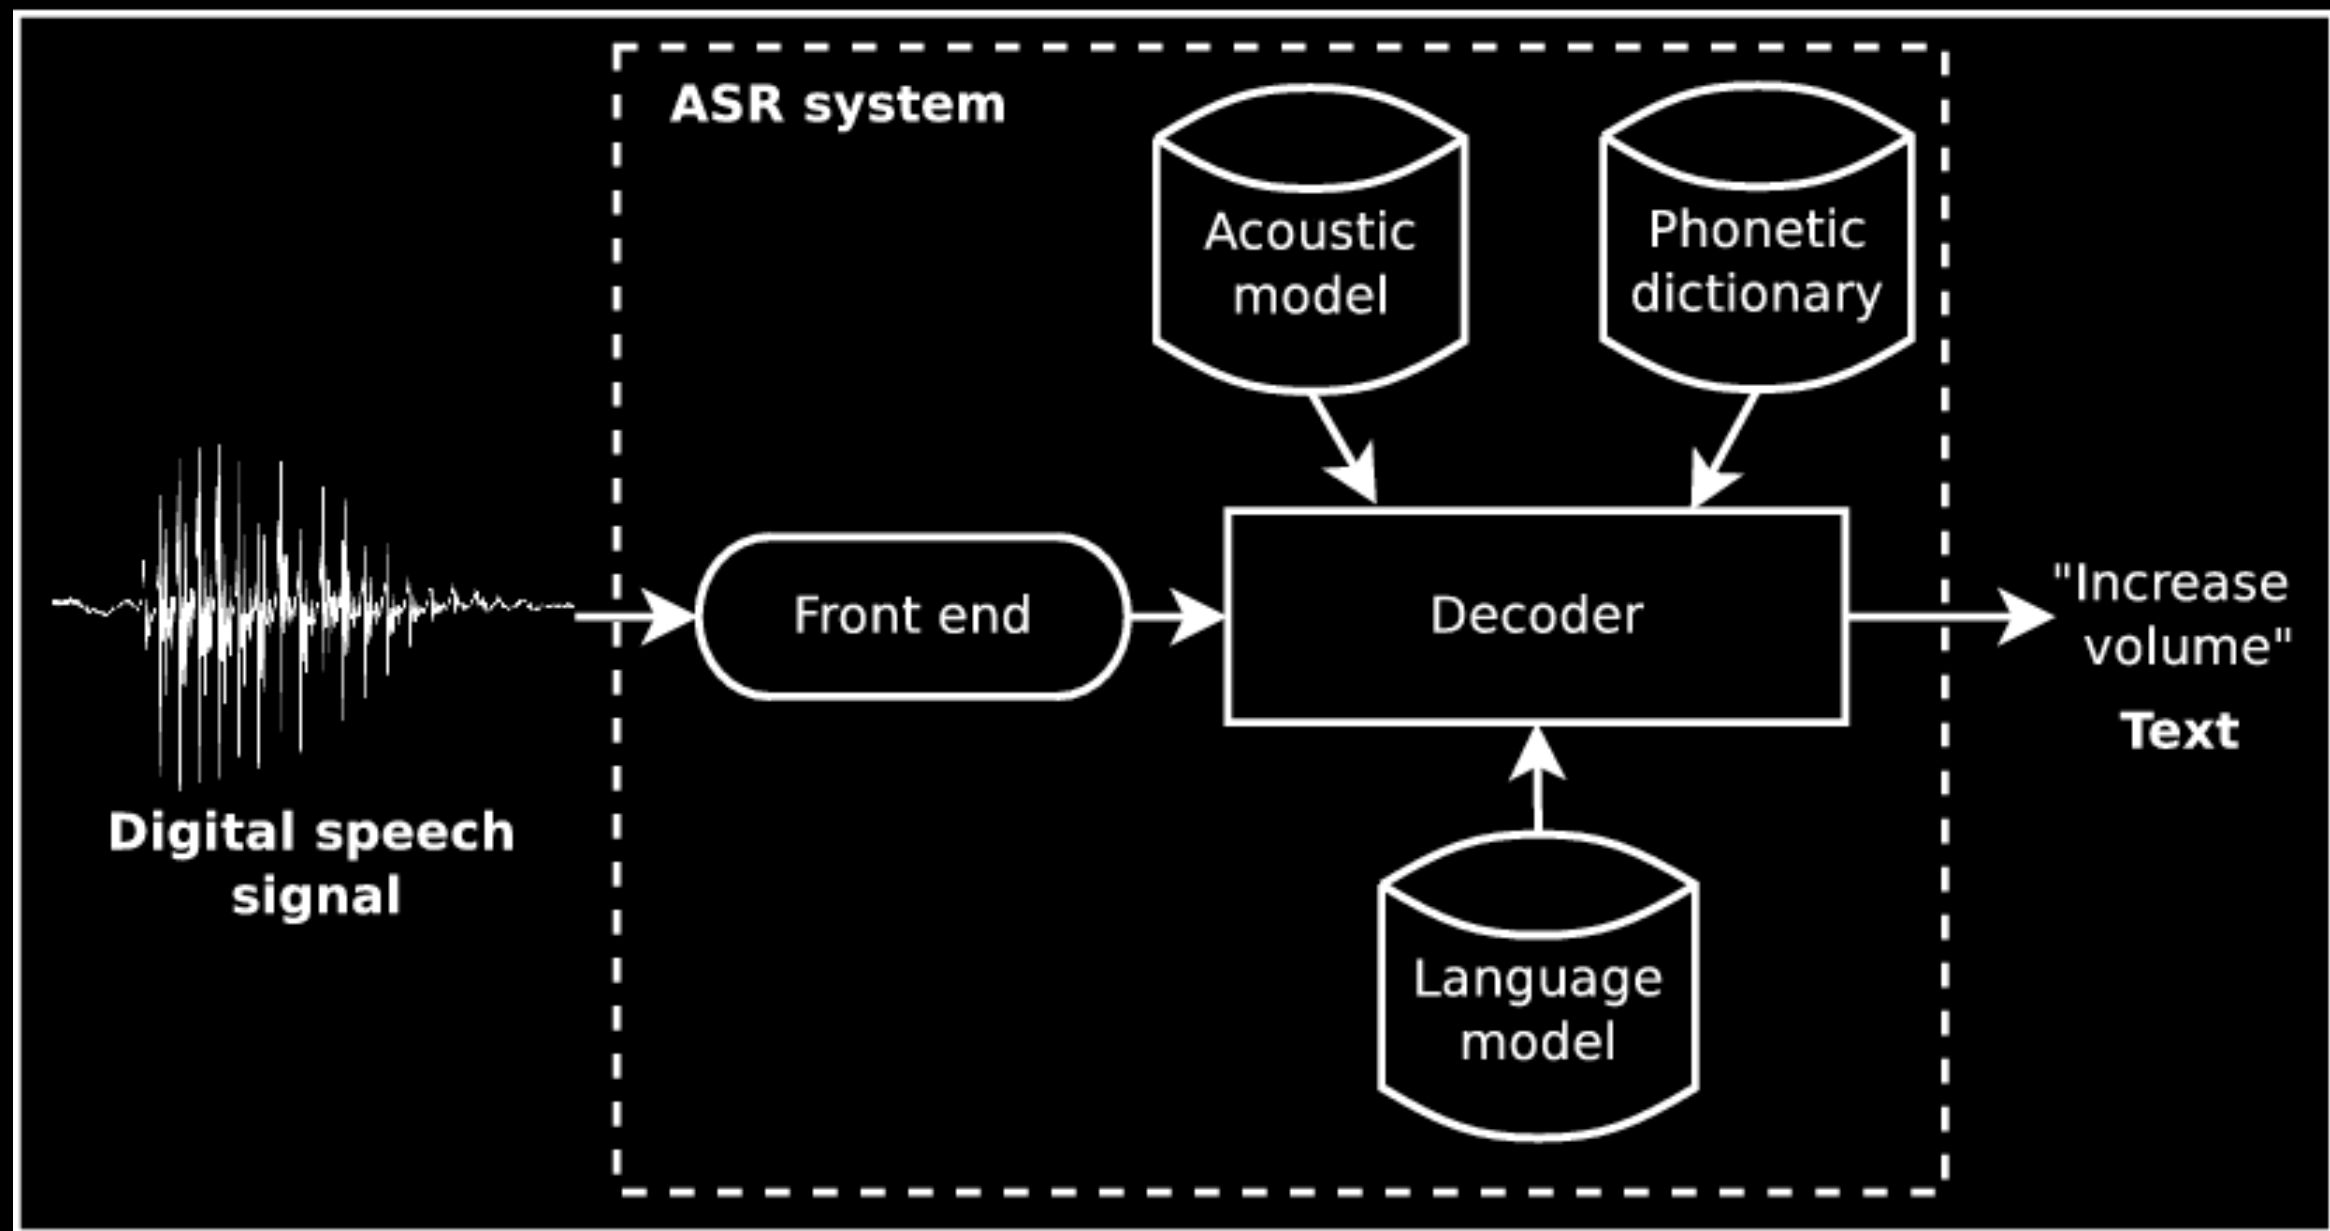 ASR system
Acoustic
model
Phonetic
dictionary
Front end
Decoder
"Increase
volume"
Text
Digital speech
signal
Language
model